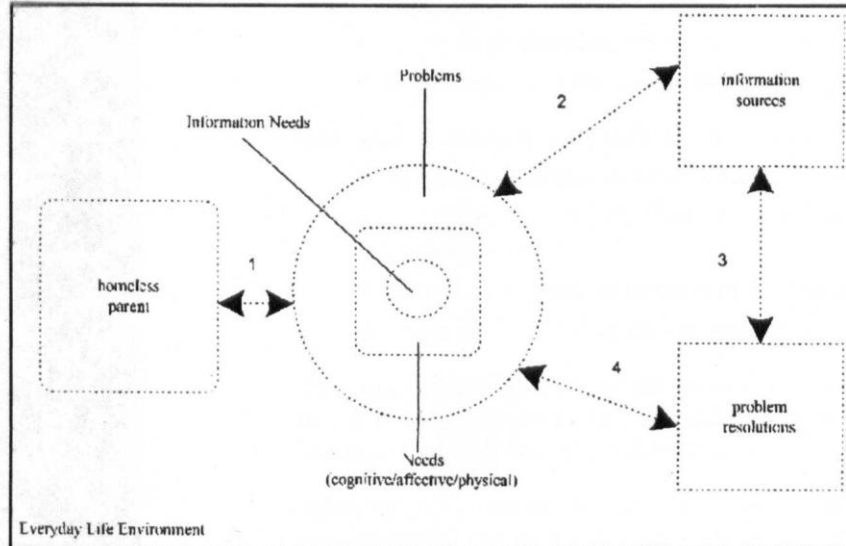 Problems
2
information
sources
Information Needs
1
homeless
parent
3
4
problem
resolutions
Needs
(cognitive/affective/physical)
Everyday Life Environment